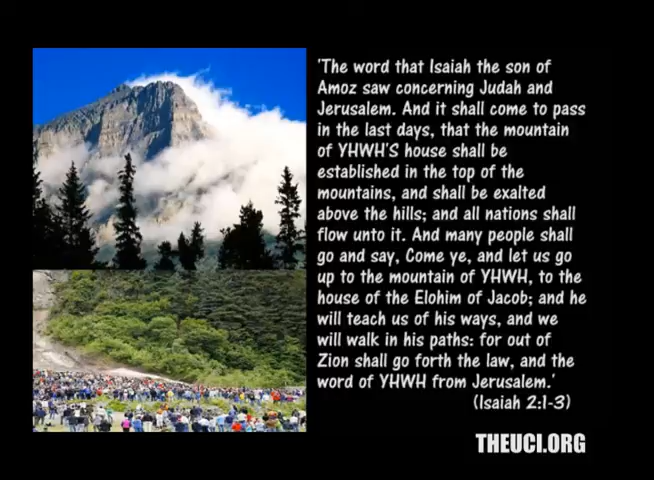 'The word that Isaiah the son of
Amoz saw concerning Judah and
Jerusalem. And it shall come to pass
in the last days, that the mountain
of YHWH'S house shall be
established in the top of the
mountains, and shall be exalted
above the hills; and all nations shall
flow unto it. And many people shall
go and say, Come ye, and let us go
up to the mountain of YHWH, to the
house of the Elohim of Jacob; and he
will teach us of his ways, and we
will walk in his paths: for out of
Zion shall go forth the law, and the
word of YHWH from Jerusalem.'
(Isaiah 2:1-3)
THEUCI.ORG